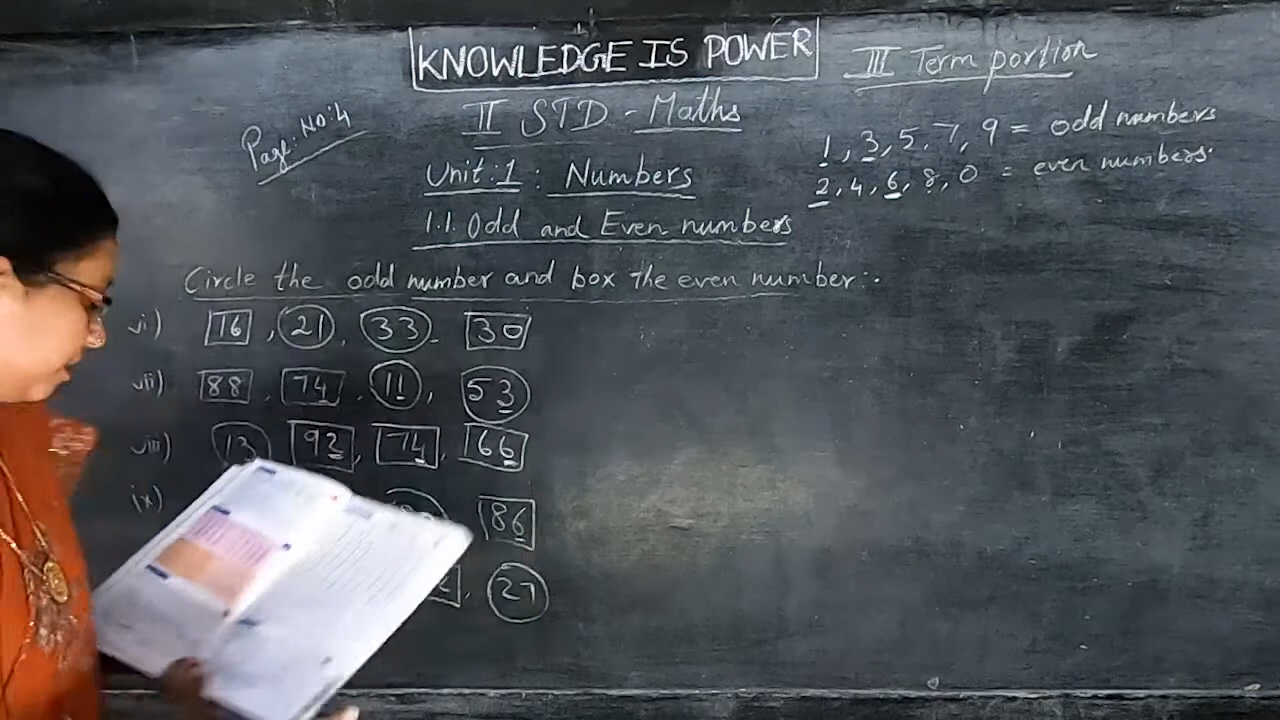 KNOWLEDGE IS POWER
III Term portion
Page: No: 4
II STD - Maths
1, 3, 5, 7, 9 = odd numbers
2, 4, 6, 8, 0 = even numbers.
Unit: 1 : Numbers
1.1. Odd and Even numbers
Circle the odd number and box the even number:.
vi) 16, 21, 33, 30
vii) 88, 74, 11, 53
viii) 13 92, 74, 66
ix) 86
27